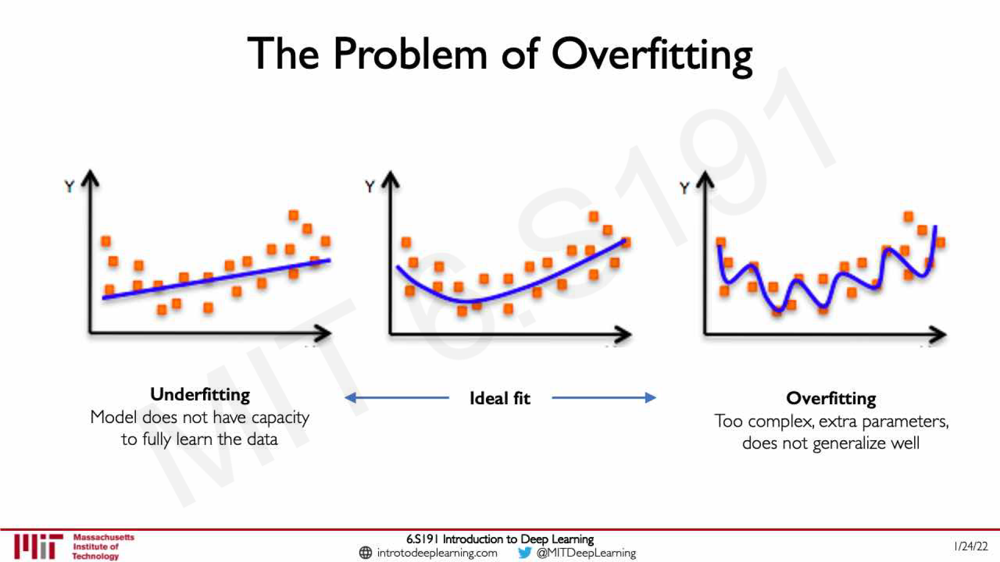 The Problem of Overfitting
Y
Y
Y
Underfitting
Model does not have capacity
to fully learn the data
Ideal fit
Overfitting
Too complex, extra parameters,
does not generalize well
MIT 6.S191
Massachusetts
Institute of
Technology
6.S191 Introduction to Deep Learning
introtodeeplearning.com @MITDeepLearning
1/24/22